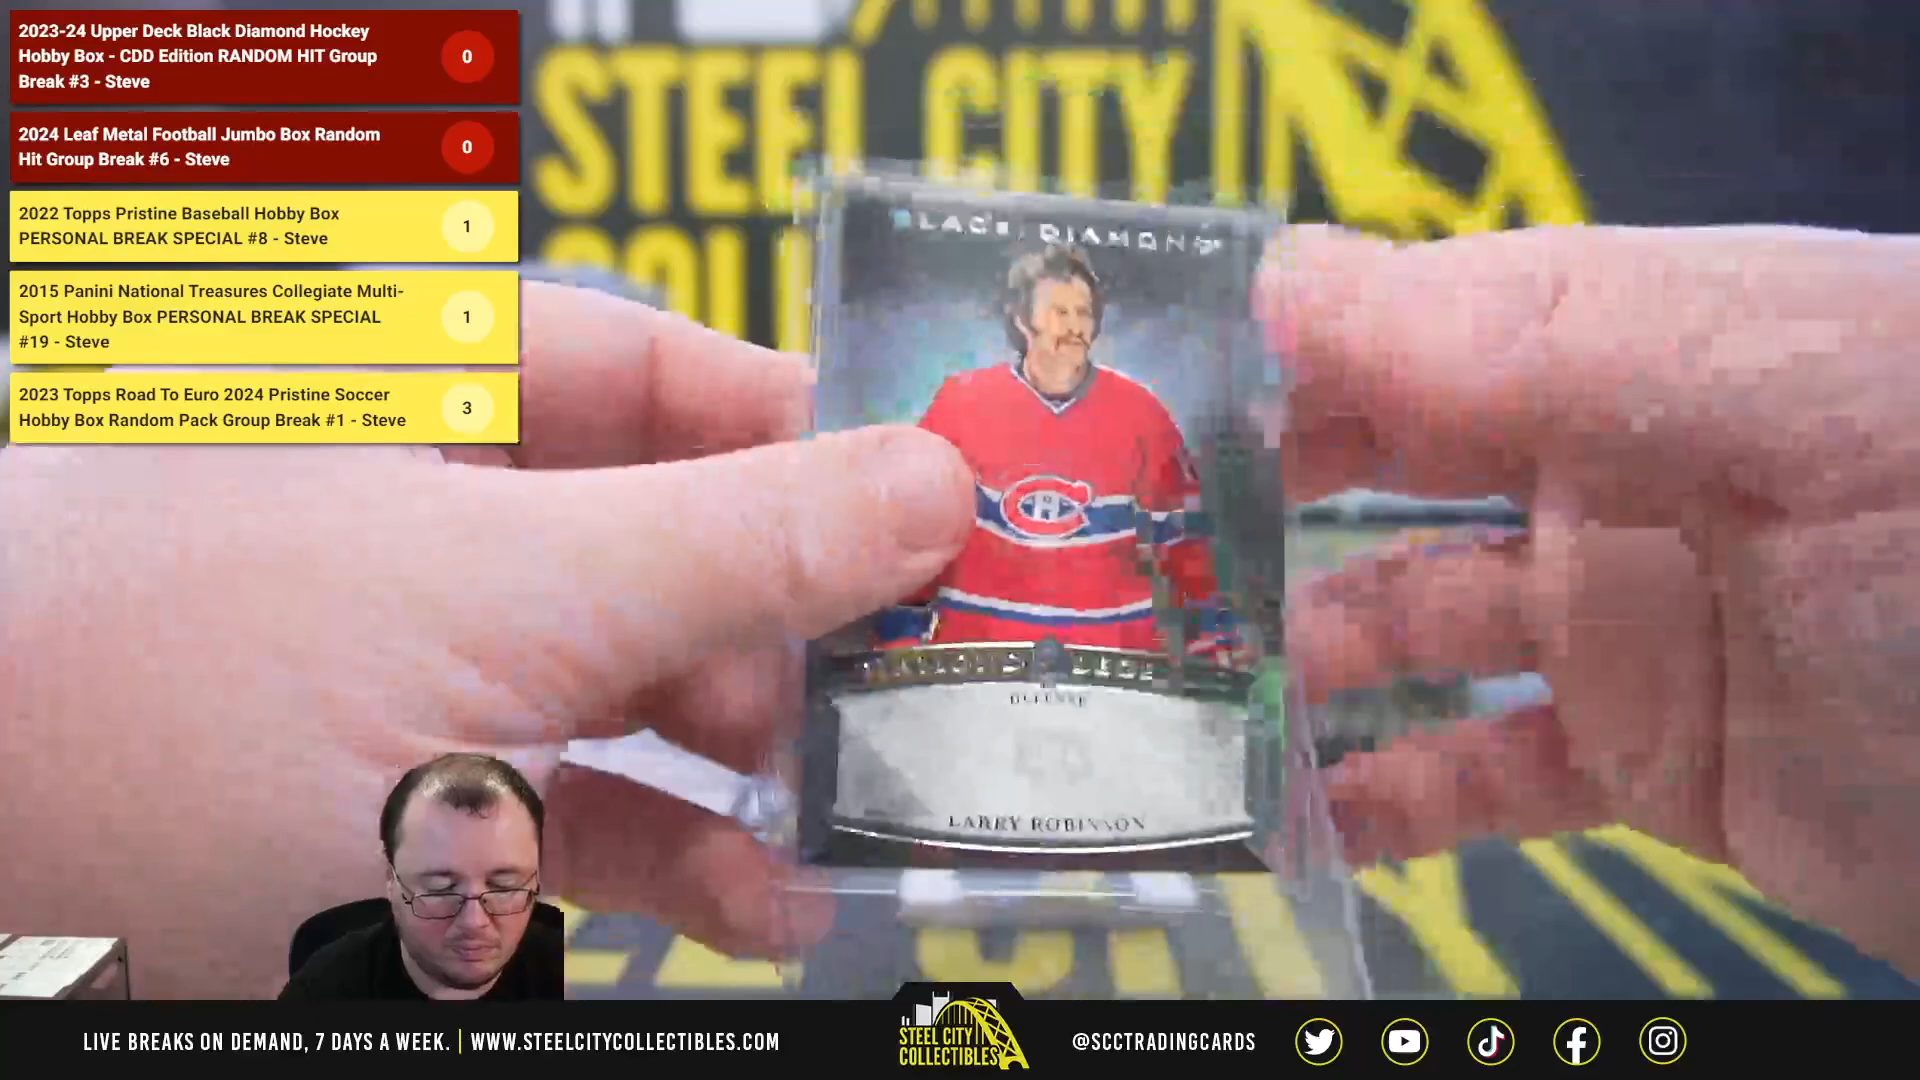 2023-24 Upper Deck Black Diamond Hockey
Hobby Box - CDD Edition RANDOM HIT Group
Break #3 - Steve
0
2024 Leaf Metal Football Jumbo Box Random
Hit Group Break #6 - Steve
0
2022 Topps Pristine Baseball Hobby Box
PERSONAL BREAK SPECIAL #8 - Steve
1
2015 Panini National Treasures Collegiate Multi-
Sport Hobby Box PERSONAL BREAK SPECIAL
#19 - Steve
1
2023 Topps Road To Euro 2024 Pristine Soccer
Hobby Box Random Pack Group Break #1 - Steve
3
STEEL CITY
BLACK DIAMOND
DEFENSE
LARRY ROBINSON
LIVE BREAKS ON DEMAND, 7 DAYS A WEEK. | WWW.STEELCITYCOLLECTIBLES.COM
STEEL CITY
COLLECTIBLES
@SCCTRADINGCARDS